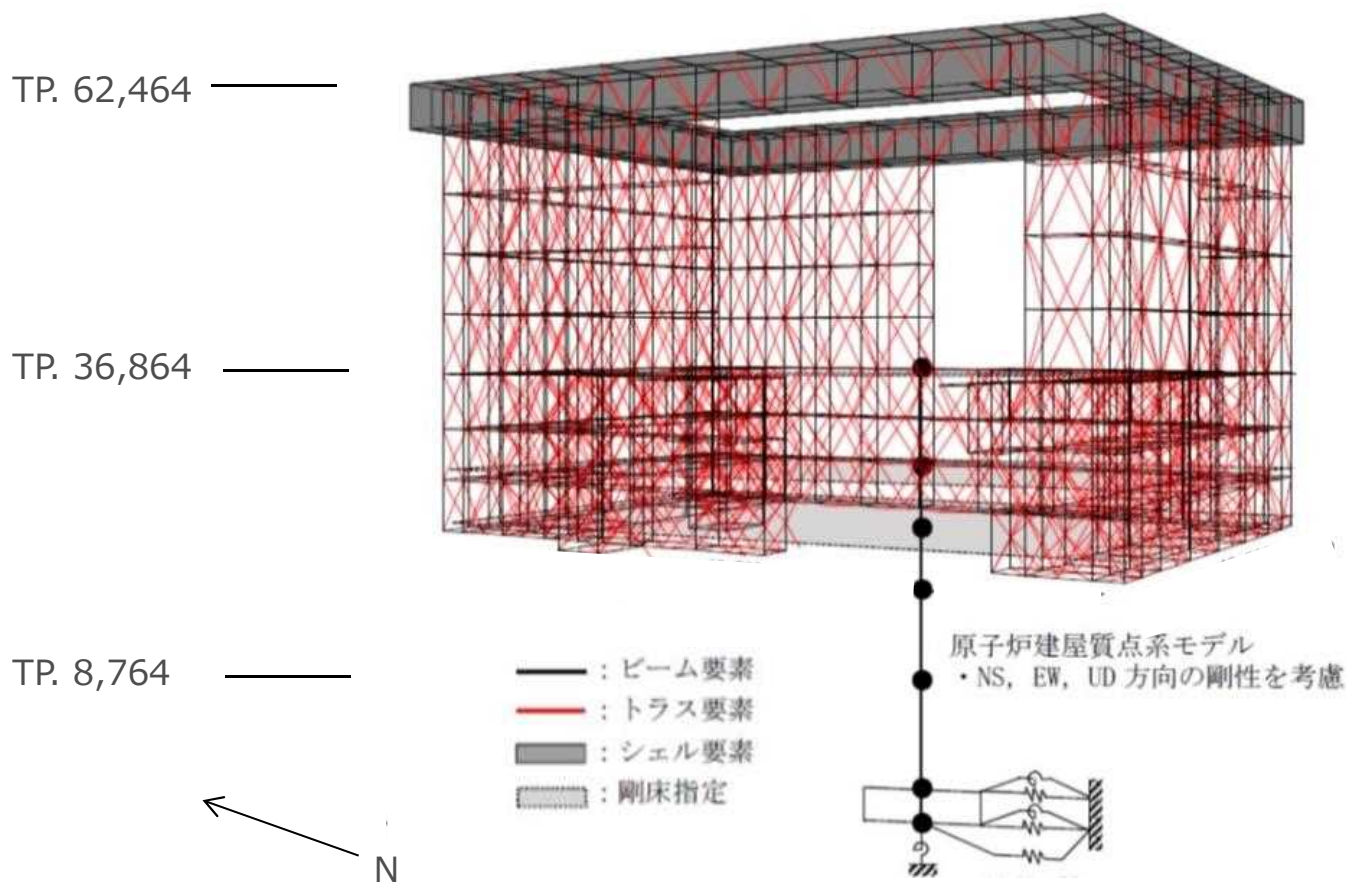 TP. 62,464
TP. 36,864
TP. 8,764
原子炉建屋質点系モデル
・NS, EW, UD 方向の剛性を考慮
：ビーム要素
：トラス要素
：シェル要素
：剛床指定
N